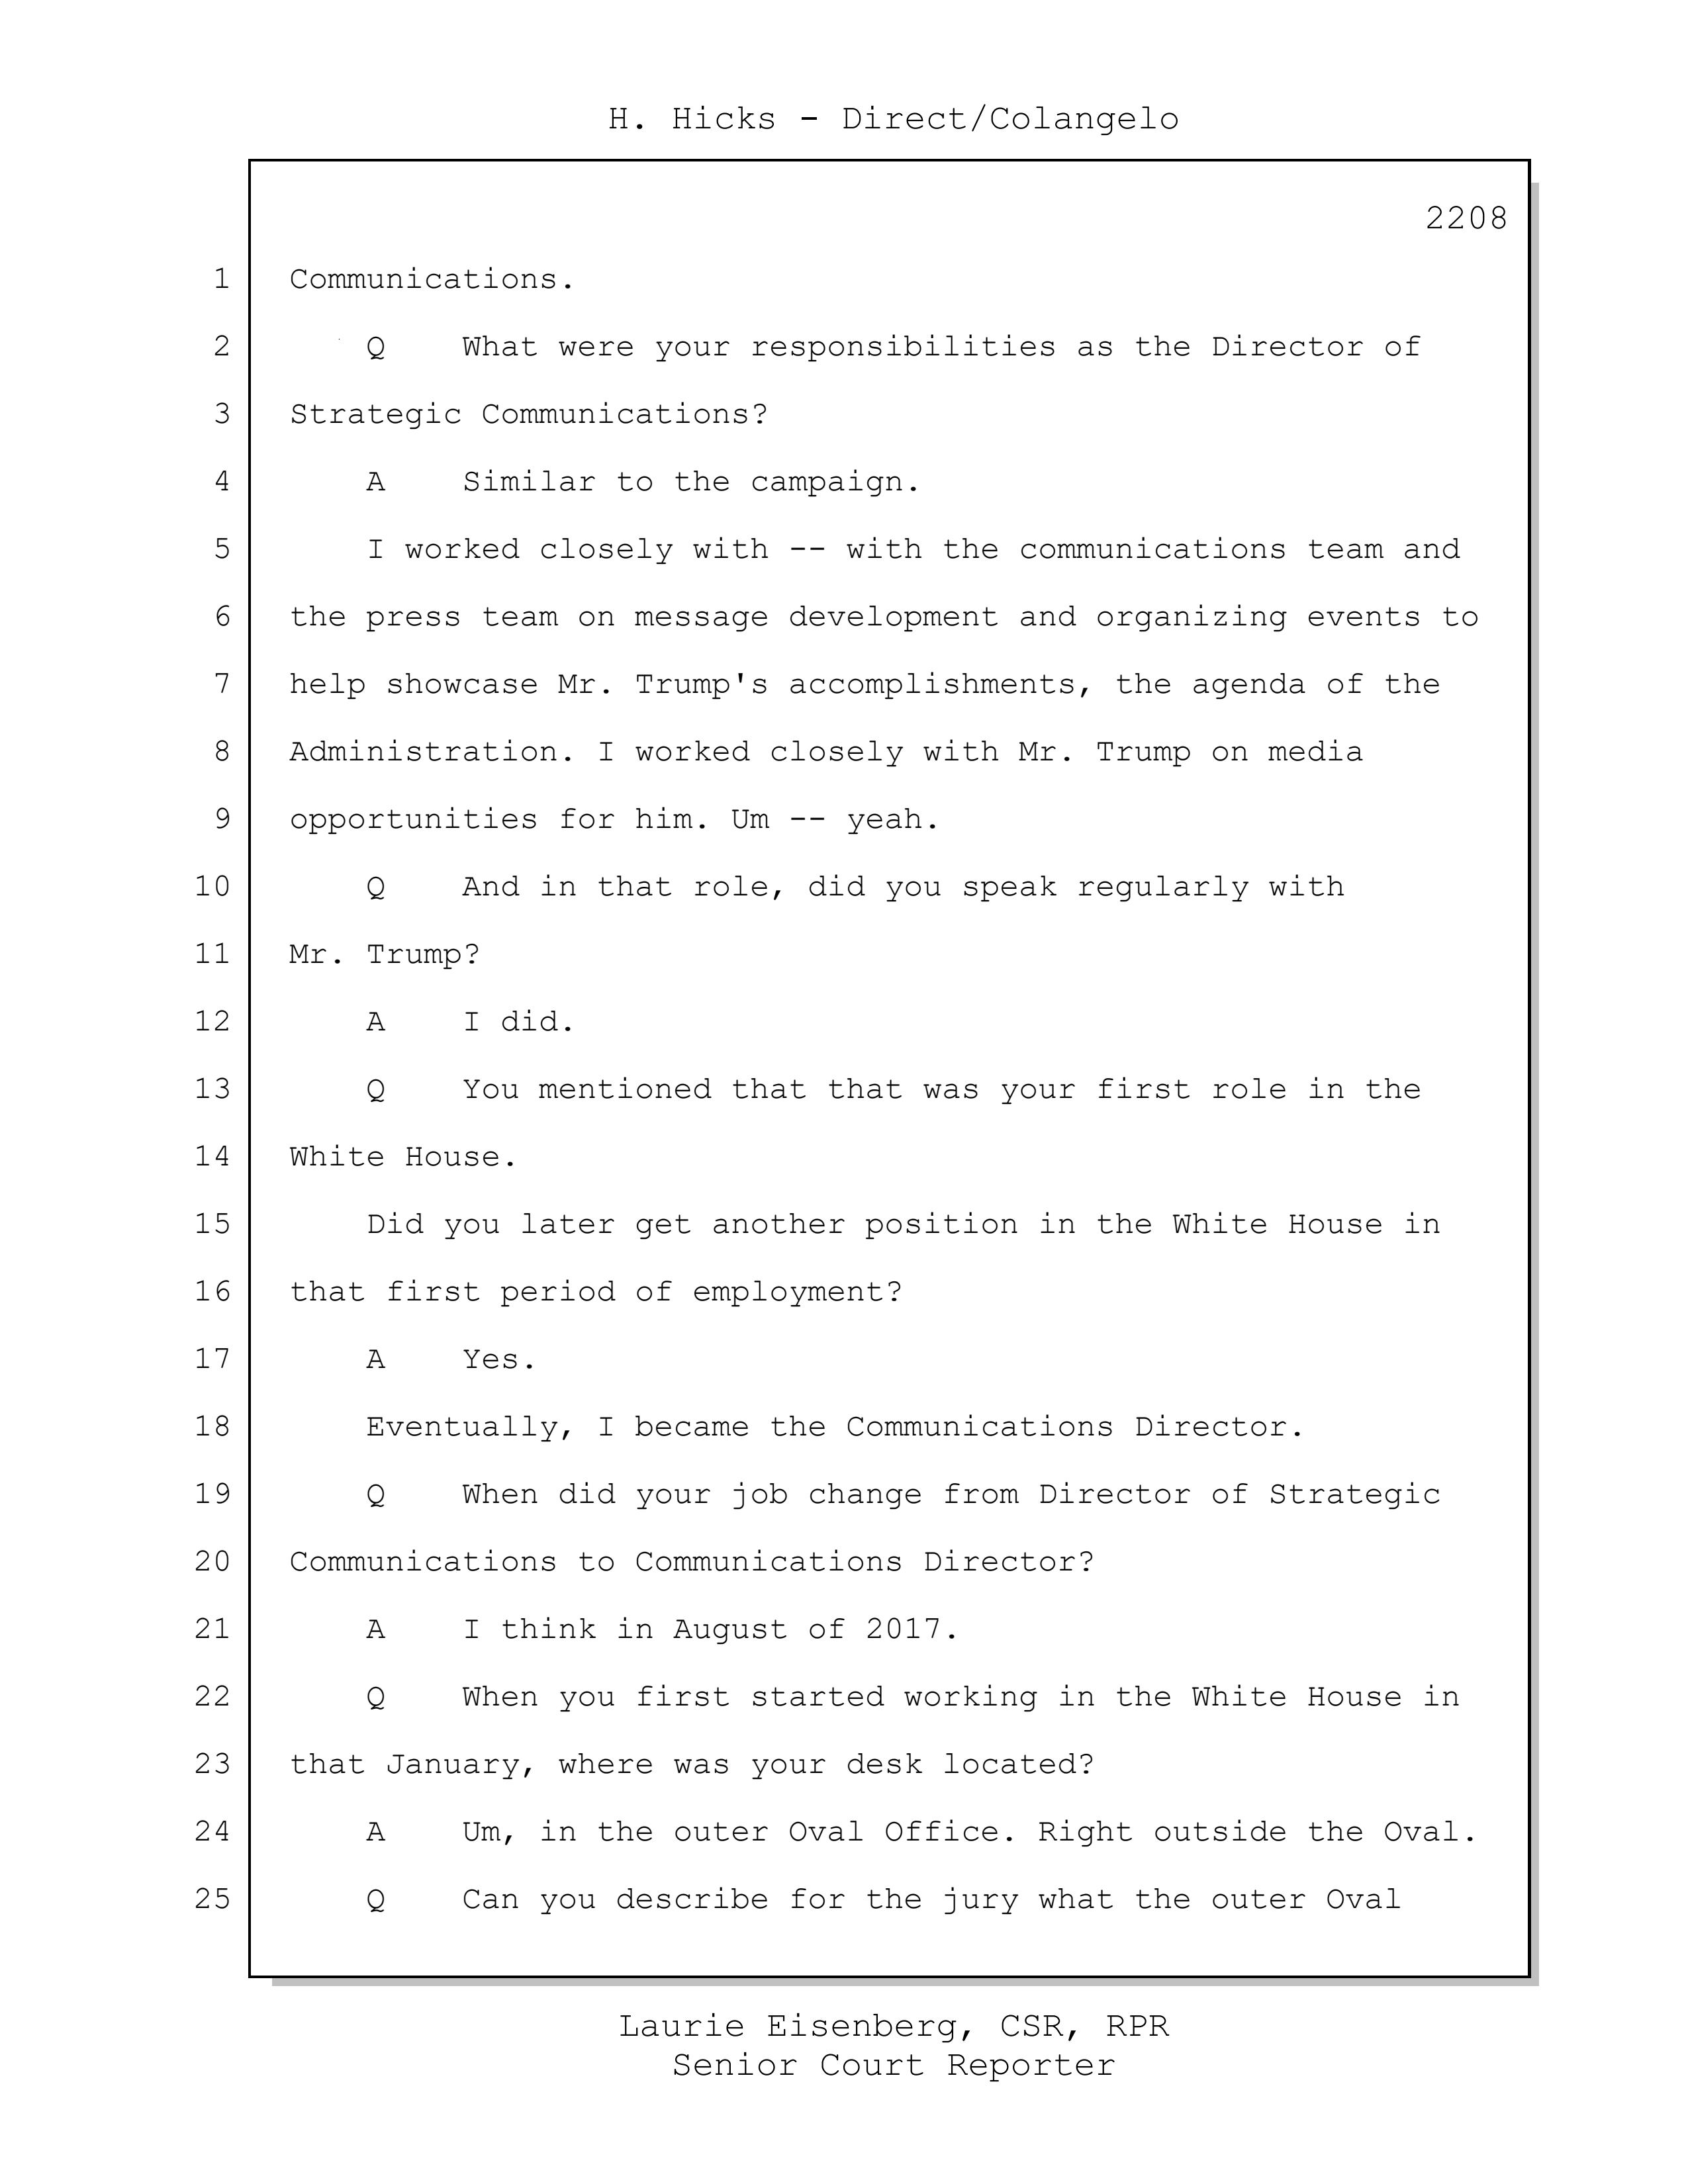 H. Hicks - Direct/Colangelo
2208
1 Communications.
2 Q What were your responsibilities as the Director of
3 Strategic Communications?
4 A Similar to the campaign.
5 I worked closely with -- with the communications team and
6 the press team on message development and organizing events to
7 help showcase Mr. Trump's accomplishments, the agenda of the
8 Administration. I worked closely with Mr. Trump on media
9 opportunities for him. Um -- yeah.
10 Q And in that role, did you speak regularly with
11 Mr. Trump?
12 A I did.
13 Q You mentioned that that was your first role in the
14 White House.
15 Did you later get another position in the White House in
16 that first period of employment?
17 A Yes.
18 Eventually, I became the Communications Director.
19 Q When did your job change from Director of Strategic
20 Communications to Communications Director?
21 A I think in August of 2017.
22 Q When you first started working in the White House in
23 that January, where was your desk located?
24 A Um, in the outer Oval Office. Right outside the Oval.
25 Q Can you describe for the jury what the outer Oval
Laurie Eisenberg, CSR, RPR
Senior Court Reporter